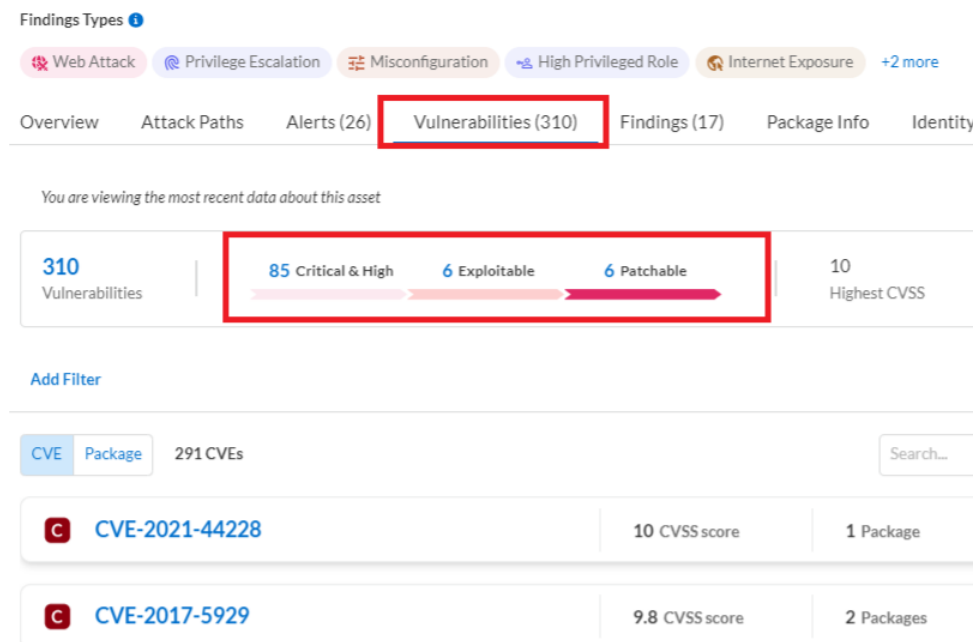 Findings Types
Web Attack Privilege Escalation Misconfiguration High Privileged Role Internet Exposure +2 more
Overview Attack Paths Alerts (26) Vulnerabilities (310) Findings (17) Package Info Identity
You are viewing the most recent data about this asset
310 85 Critical & High 6 Exploitable 6 Patchable 10
Vulnerabilities Highest CVSS
Add Filter
CVE Package 291 CVEs Search...
C CVE-2021-44228 10 CVSS score 1 Package
C CVE-2017-5929 9.8 CVSS score 2 Packages